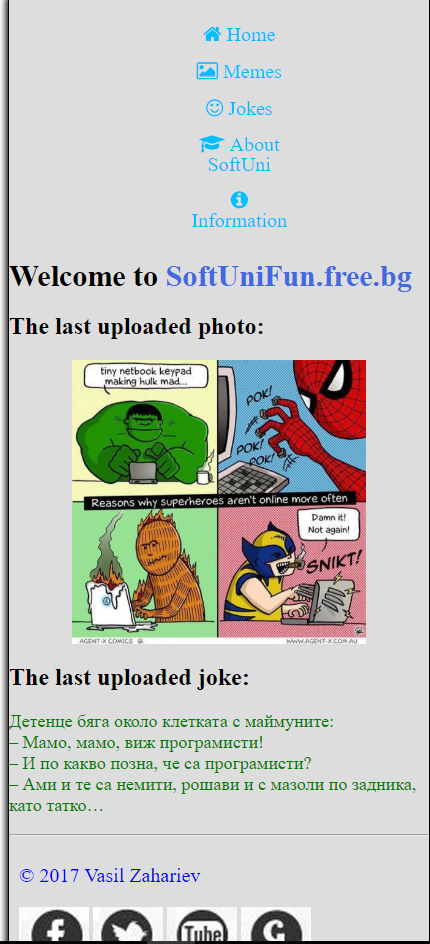 Home
Memes
Jokes
About
SoftUni
Information
Welcome to SoftUniFun.free.bg
The last uploaded photo:
tiny netbook keypad
making hulk mad...
POK!
POK!
POK!
Reasons why superheroes aren't online more often
Damn it!
Not again!
SNIKT!
AGENT-X COMICS
WWW.AGENT-X.COM.AU
The last uploaded joke:
Детенце бяга около клетката с маймуните:
– Мамо, мамо, виж програмисти!
– И по какво позна, че са програмисти?
– Ами и те са немити, рошави и с мазоли по задника,
като татко…
© 2017 Vasil Zahariev
Tube